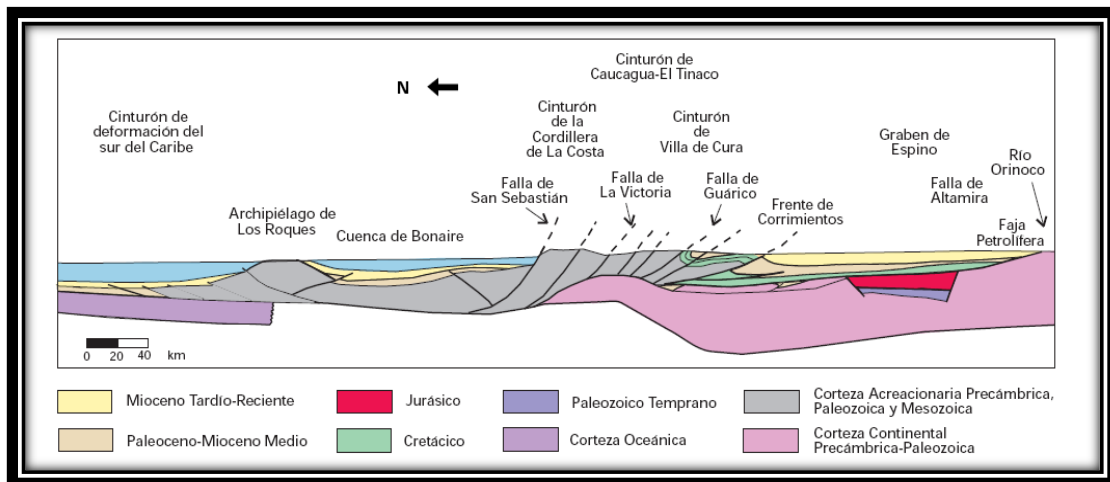 Cinturón de
Caucagua-El Tinaco
N
Cinturón de
deformación del
sur del Caribe
Cinturón
de la
Cordillera
de La Costa
Cinturón
de
Villa de Cura
Graben de
Espino
Río
Orinoco
Falla de
San Sebastián
Falla de
La Victoria
Falla de
Guárico
Falla de
Altamira
Archipiélago de
Los Roques
Cuenca de Bonaire
Frente de
Corrimientos
Faja
Petrolífera
0 20 40 km
Mioceno Tardío-Reciente
Jurásico
Paleozoico Temprano
Corteza Acreacionaria Precámbrica,
Paleozoica y Mesozoica
Paleoceno-Mioceno Medio
Cretácico
Corteza Oceánica
Corteza Continental
Precámbrica-Paleozoica